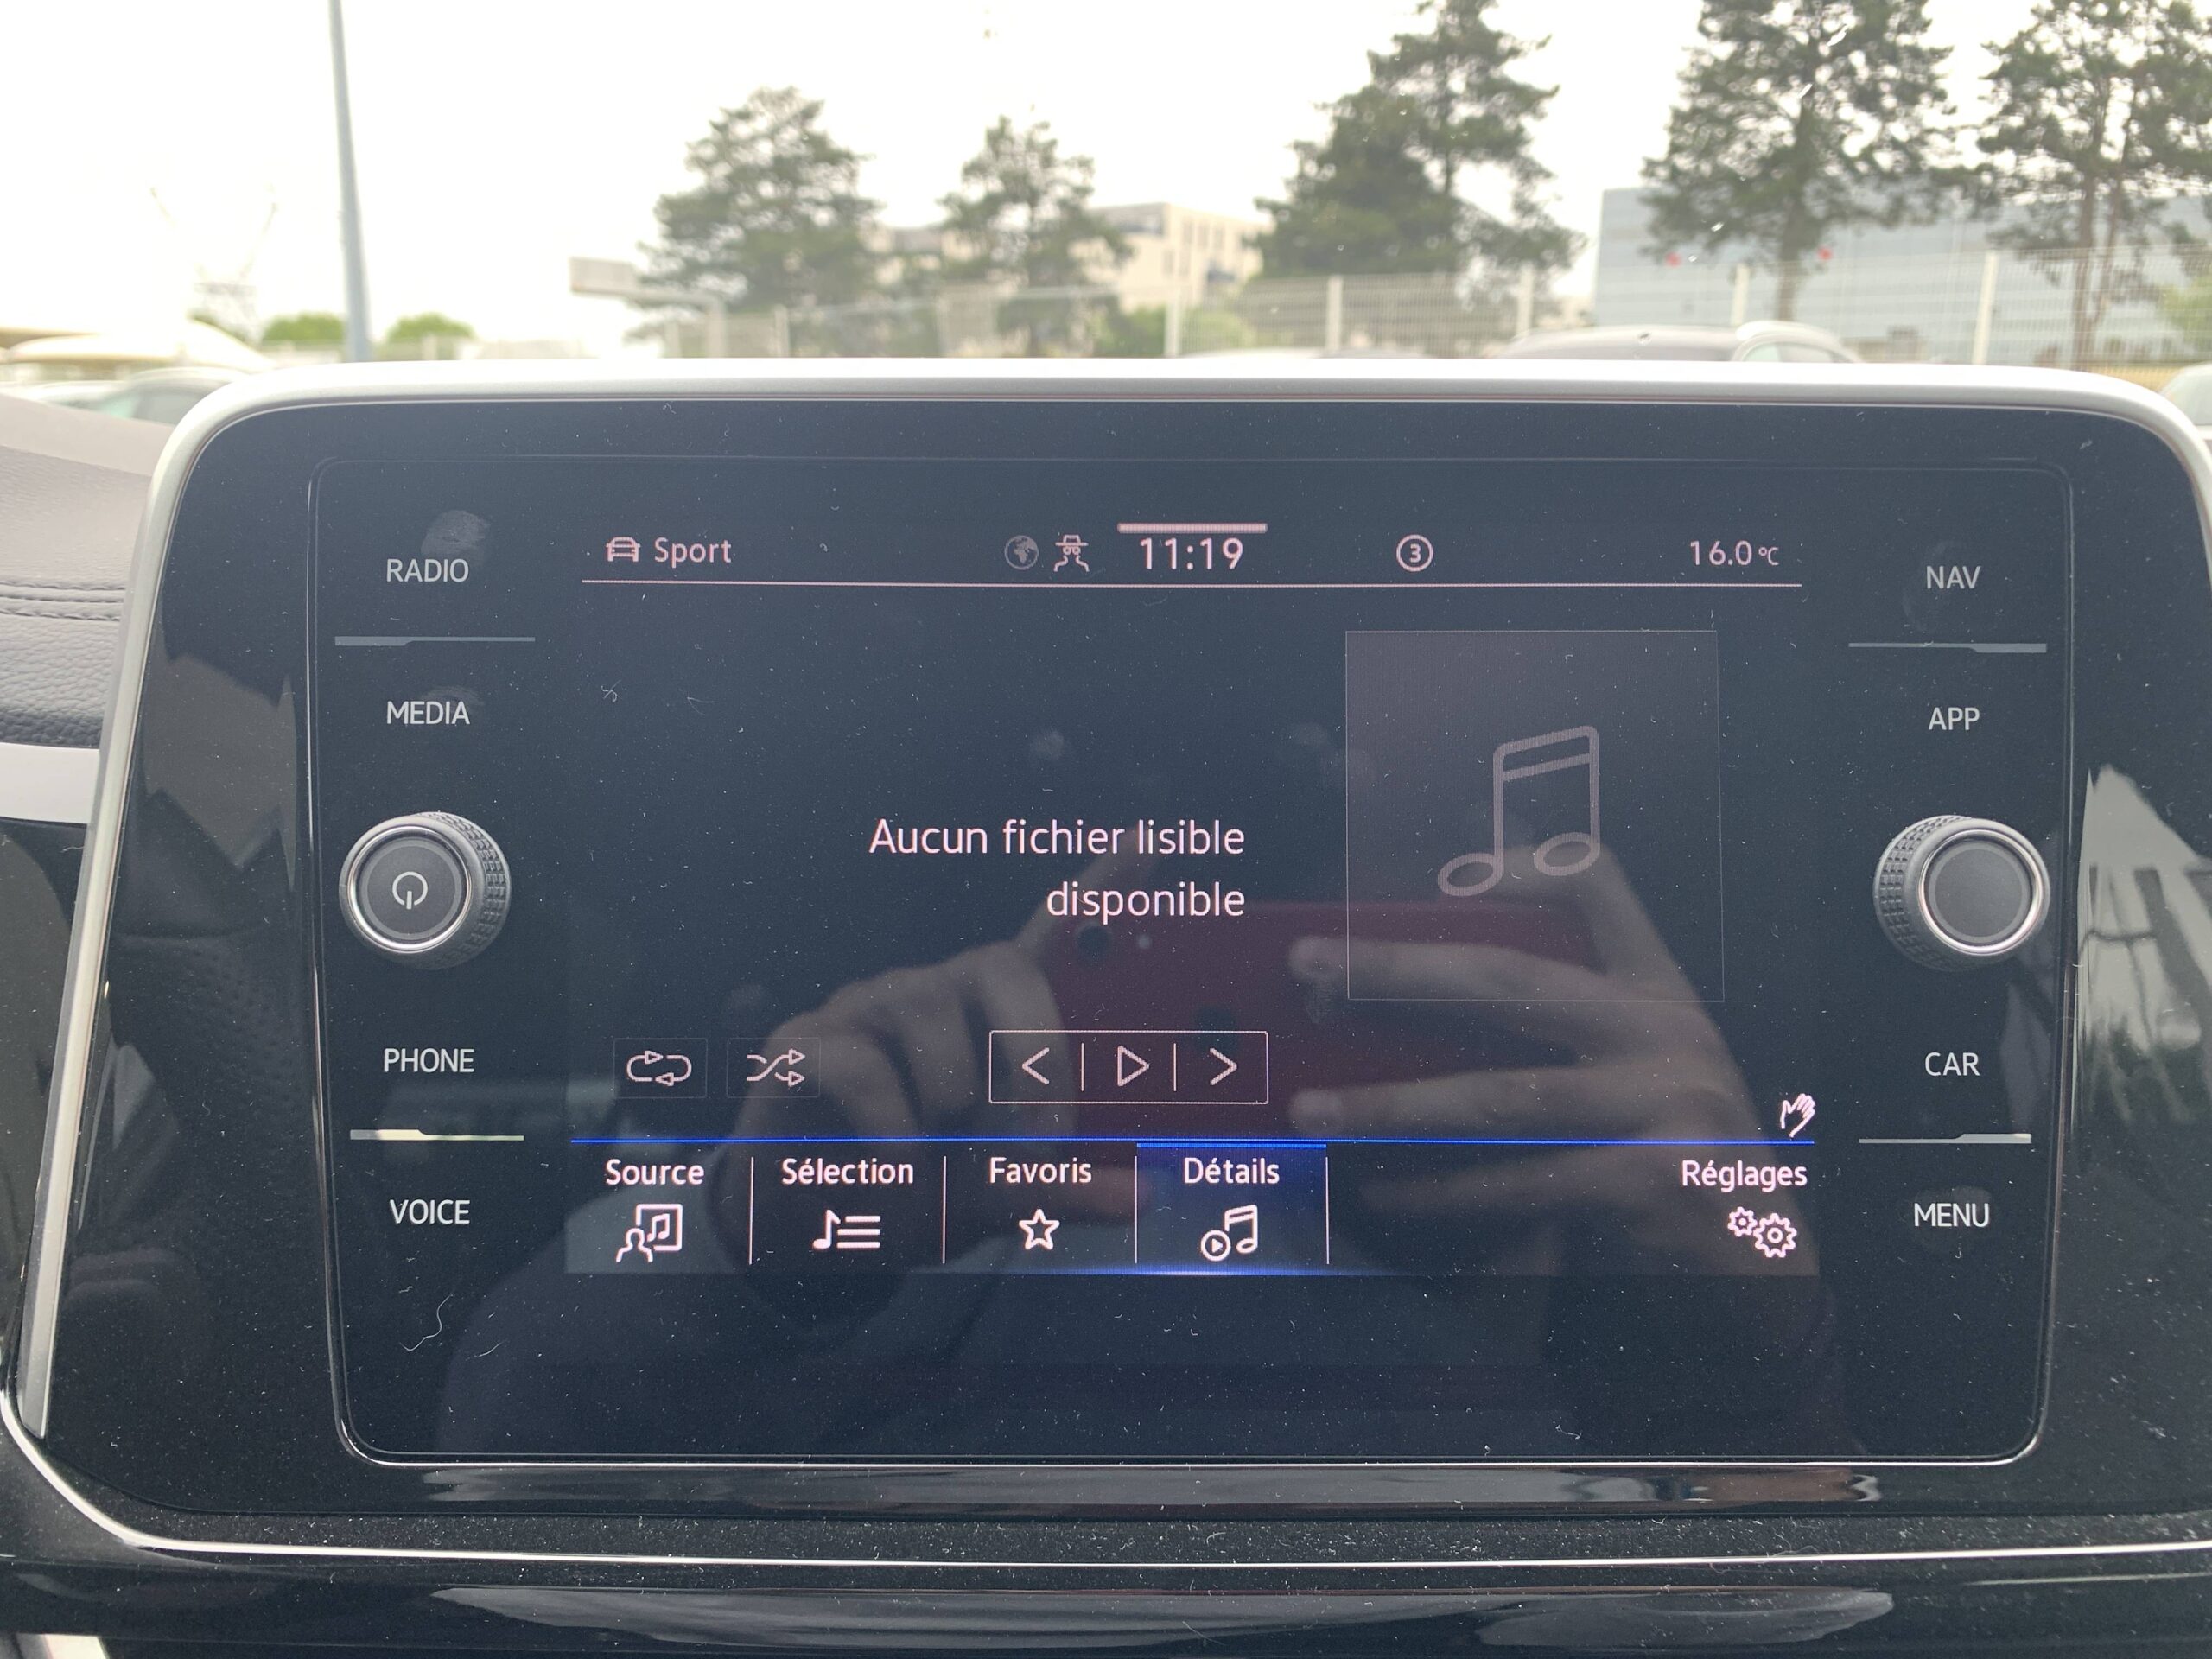 RADIO
MEDIA
PHONE
VOICE
Sport
11:19
3
16.0°C
Aucun fichier lisible
disponible
Source
Sélection
Favoris
Détails
Réglages
NAV
APP
CAR
MENU